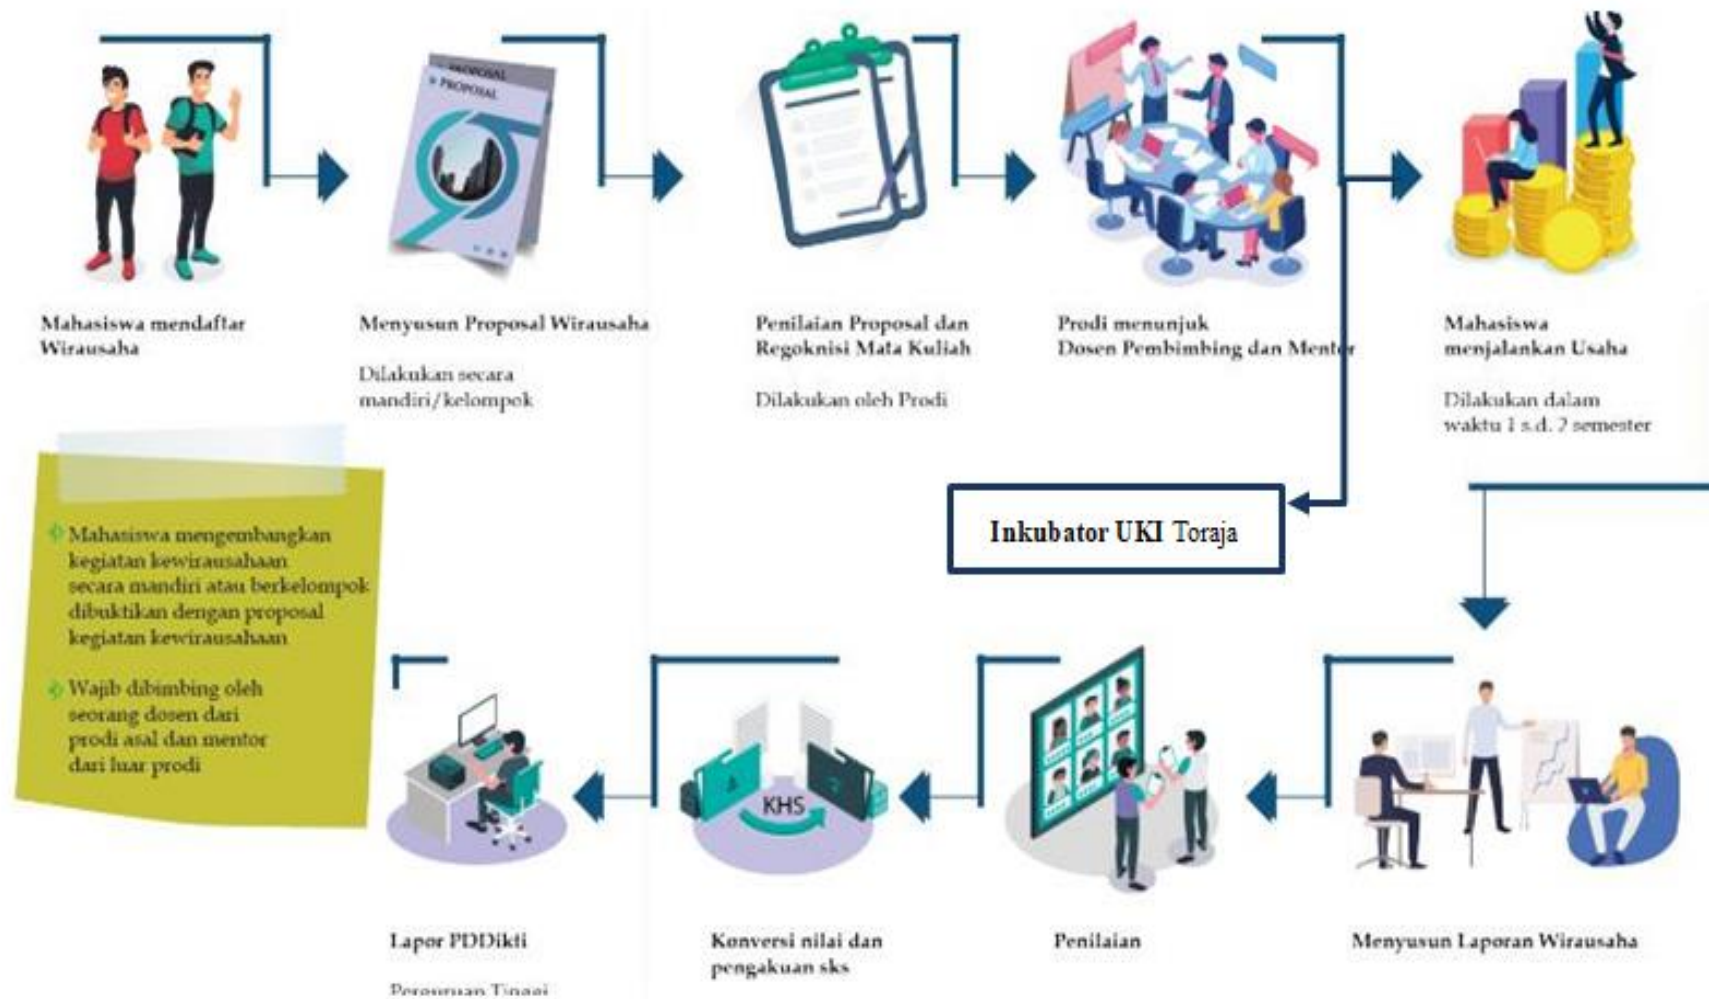 PROPOSAL
PROPOSAL
Mahasiswa mendaftar
Wirausaha
Menyusun Proposal Wirausaha
Dilakukan secara
mandiri/kelompok
Penilaian Proposal dan
Regoknisi Mata Kuliah
Dilakukan oleh Prodi
Prodi menunjuk
Dosen Pembimbing dan Mentor
Mahasiswa
menjalankan Usaha
Dilakukan dalam
waktu 1 s.d. 2 semester
Inkubator UKI Toraja
Mahasiswa mengembangkan
kegiatan kewirausahaan
secara mandiri atau berkelompok
dibuktikan dengan proposal
kegiatan kewirausahaan
Wajib dibimbing oleh
seorang dosen dari
prodi asal dan mentor
dari luar prodi
KHS
Lapor PDDikti
Perguruan Tinggi
Konversi nilai dan
pengakuan sks
Penilaian
Menyusun Laporan Wirausaha